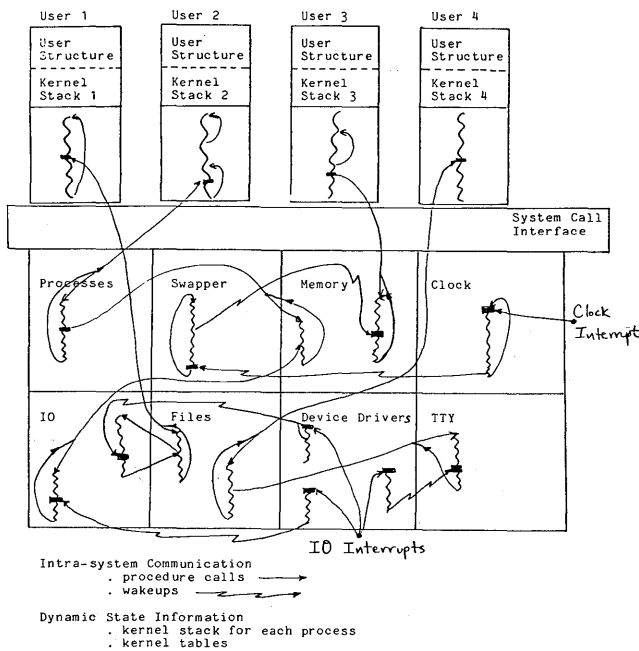 User 1
User 2
User 3
User 4
User
Structure
User
Structure
User
Structure
User
Structure
Kernel
Stack 1
Kernel
Stack 2
Kernel
Stack 3
Kernel
Stack 4
System Call
Interface
Processes
Swapper
Memory
Clock
Clock
Interrupt
IO
Files
Device Drivers
TTY
IO Interrupts
Intra-system Communication
. procedure calls
. wakeups
Dynamic State Information
. kernel stack for each process
. kernel tables